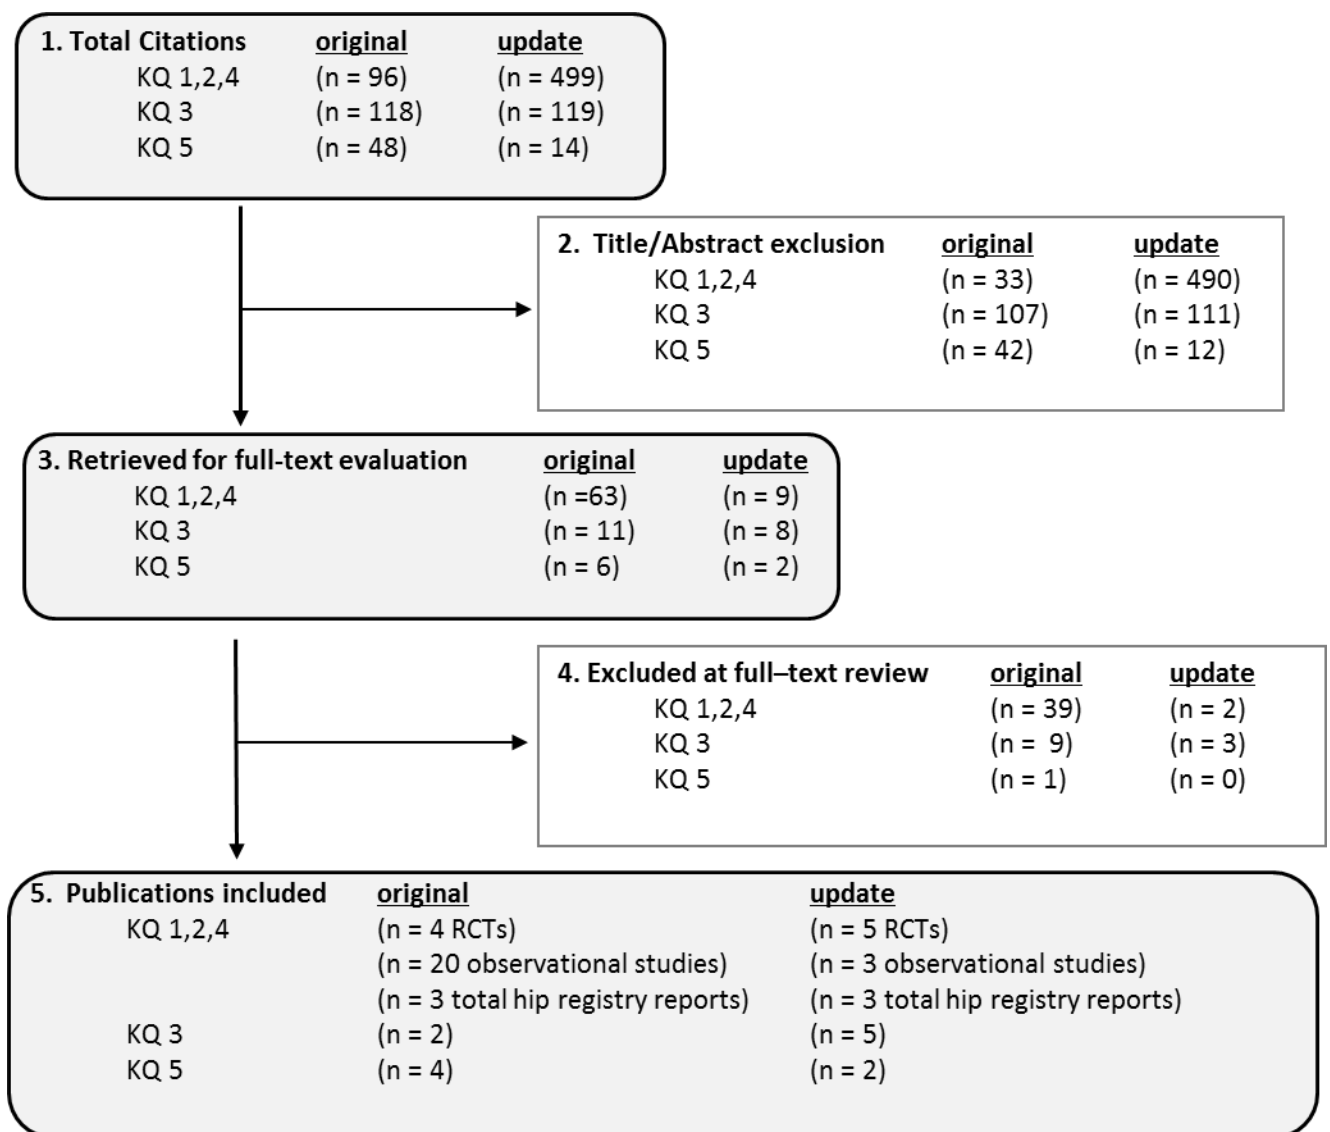 1. Total Citations original update
KQ 1,2,4 (n = 96) (n = 499)
KQ 3 (n = 118) (n = 119)
KQ 5 (n = 48) (n = 14)
2. Title/Abstract exclusion original update
KQ 1,2,4 (n = 33) (n = 490)
KQ 3 (n = 107) (n = 111)
KQ 5 (n = 42) (n = 12)
3. Retrieved for full-text evaluation original update
KQ 1,2,4 (n =63) (n = 9)
KQ 3 (n = 11) (n = 8)
KQ 5 (n = 6) (n = 2)
4. Excluded at full–text review original update
KQ 1,2,4 (n = 39) (n = 2)
KQ 3 (n = 9) (n = 3)
KQ 5 (n = 1) (n = 0)
5. Publications included original update
KQ 1,2,4 (n = 4 RCTs) (n = 5 RCTs)
(n = 20 observational studies) (n = 3 observational studies)
(n = 3 total hip registry reports) (n = 3 total hip registry reports)
KQ 3 (n = 2) (n = 5)
KQ 5 (n = 4) (n = 2)